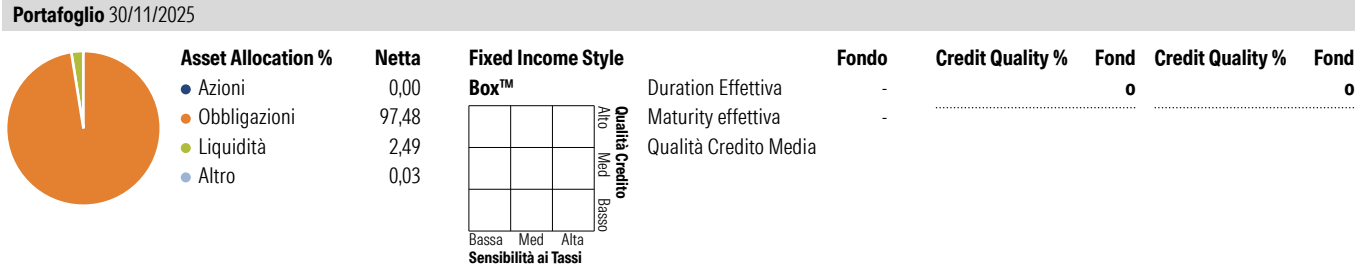 Portafoglio 30/11/2025
Asset Allocation % Netta
Azioni 0,00
Obbligazioni 97,48
Liquidità 2,49
Altro 0,03
Fixed Income Style
Box™
Alto Med Basso
Qualità Credito
Bassa Med Alta
Sensibilità ai Tassi
Fondo
Duration Effettiva -
Maturity effettiva -
Qualità Credito Media
Credit Quality % Fond
o
Credit Quality % Fond
o